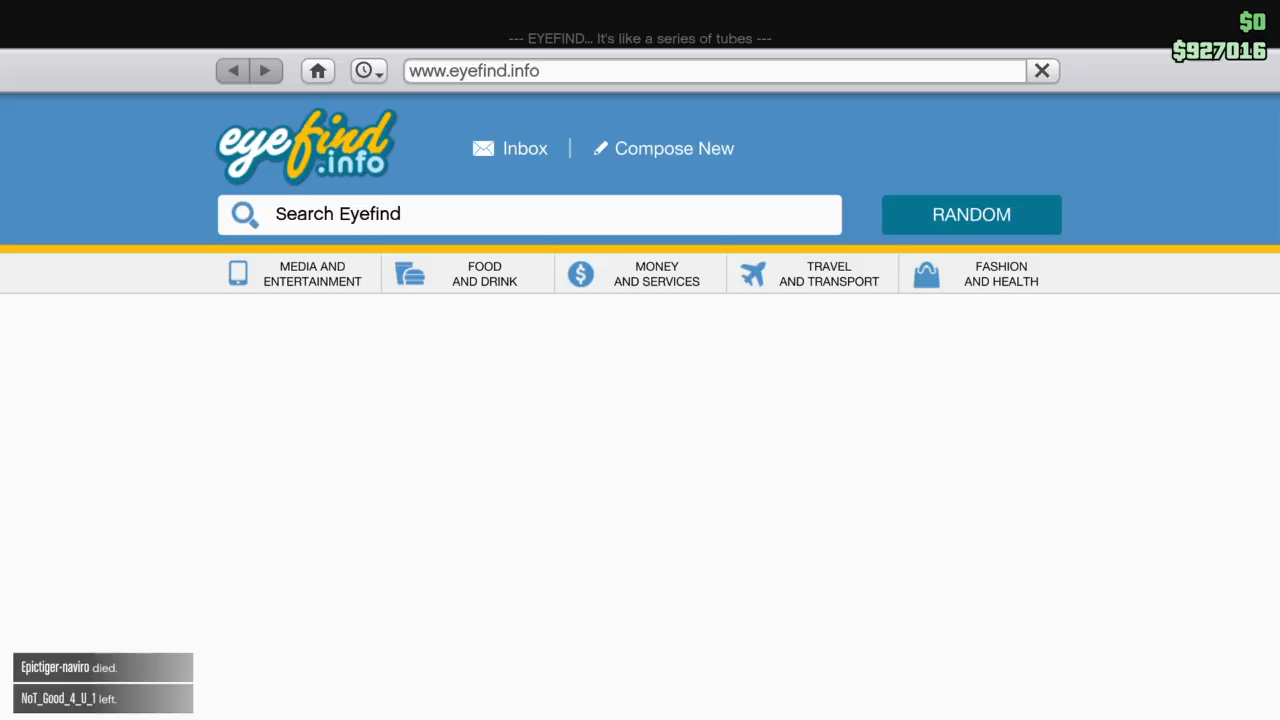 --- EYEFIND... It's like a series of tubes ---
$0
$927016
www.eyefind.info
eyefind
.info
Inbox
Compose New
Search Eyefind
RANDOM
MEDIA AND
ENTERTAINMENT
FOOD
AND DRINK
MONEY
AND SERVICES
TRAVEL
AND TRANSPORT
FASHION
AND HEALTH
Epictiger-naviro died.
NoT_Good_4_U_1 left.